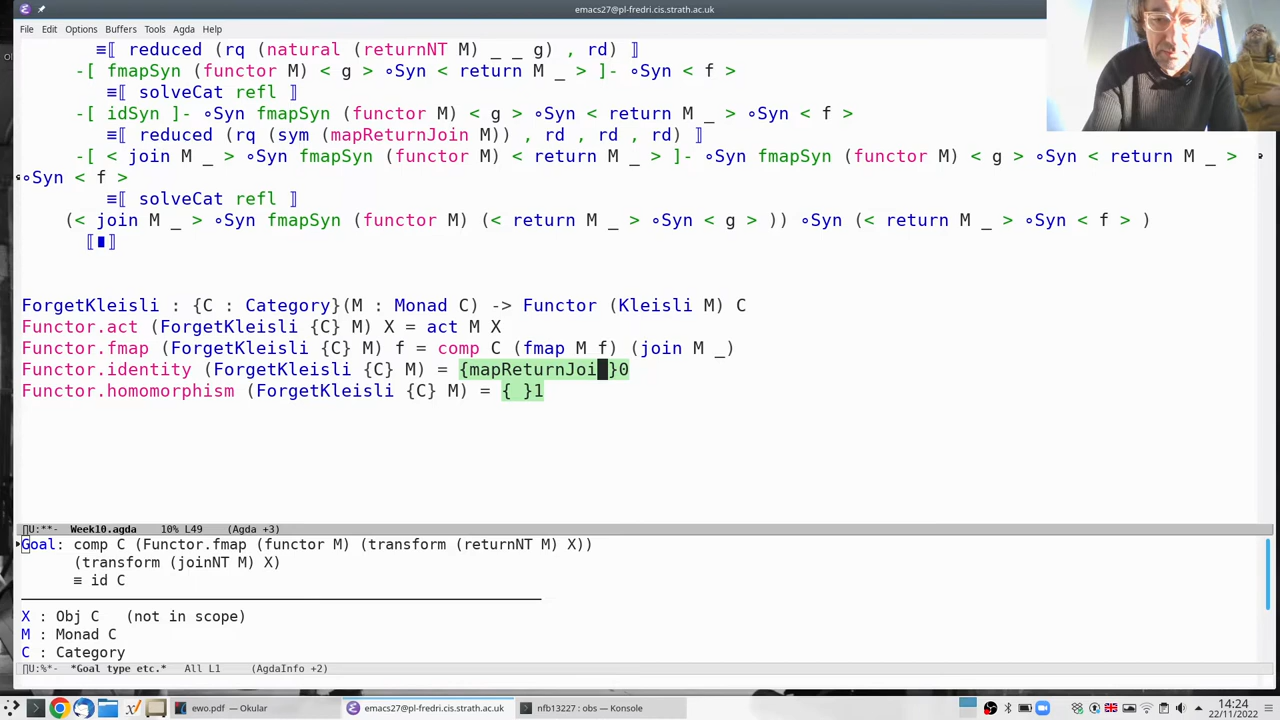 emacs27@pl-fredri.cis.strath.ac.uk
File Edit Options Buffers Tools Agda Help
≡⟦ reduced (rq (natural (returnNT M) _ _ g) , rd) ⟧
-[ fmapSyn (functor M) < g > ∘Syn < return M _ > ]- ∘Syn < f >
≡⟦ solveCat refl ⟧
-[ idSyn ]- ∘Syn fmapSyn (functor M) < g > ∘Syn < return M _ > ∘Syn < f >
≡⟦ reduced (rq (sym (mapReturnJoin M)) , rd , rd , rd) ⟧
-[ < join M _ > ∘Syn fmapSyn (functor M) < return M _ > ]- ∘Syn fmapSyn (functor M) < g > ∘Syn < return M _ >
∘Syn < f >
≡⟦ solveCat refl ⟧
(< join M _ > ∘Syn fmapSyn (functor M) (< return M _ > ∘Syn < g > )) ∘Syn (< return M _ > ∘Syn < f > )
⟦∎⟧
ForgetKleisli : {C : Category}(M : Monad C) -> Functor (Kleisli M) C
Functor.act (ForgetKleisli {C} M) X = act M X
Functor.fmap (ForgetKleisli {C} M) f = comp C (fmap M f) (join M _)
Functor.identity (ForgetKleisli {C} M) = {mapReturnJoi }0
Functor.homomorphism (ForgetKleisli {C} M) = { }1
U:**- Week10.agda 10% L49 (Agda +3)
Goal: comp C (Functor.fmap (functor M) (transform (returnNT M) X))
(transform (joinNT M) X)
≡ id C
X : Obj C (not in scope)
M : Monad C
C : Category
U:%*- *Goal type etc.* All L1 (AgdaInfo +2)
ewo.pdf — Okular
emacs27@pl-fredri.cis.strath.ac.uk
nfb13227 : obs — Konsole
14:24
22/11/2022